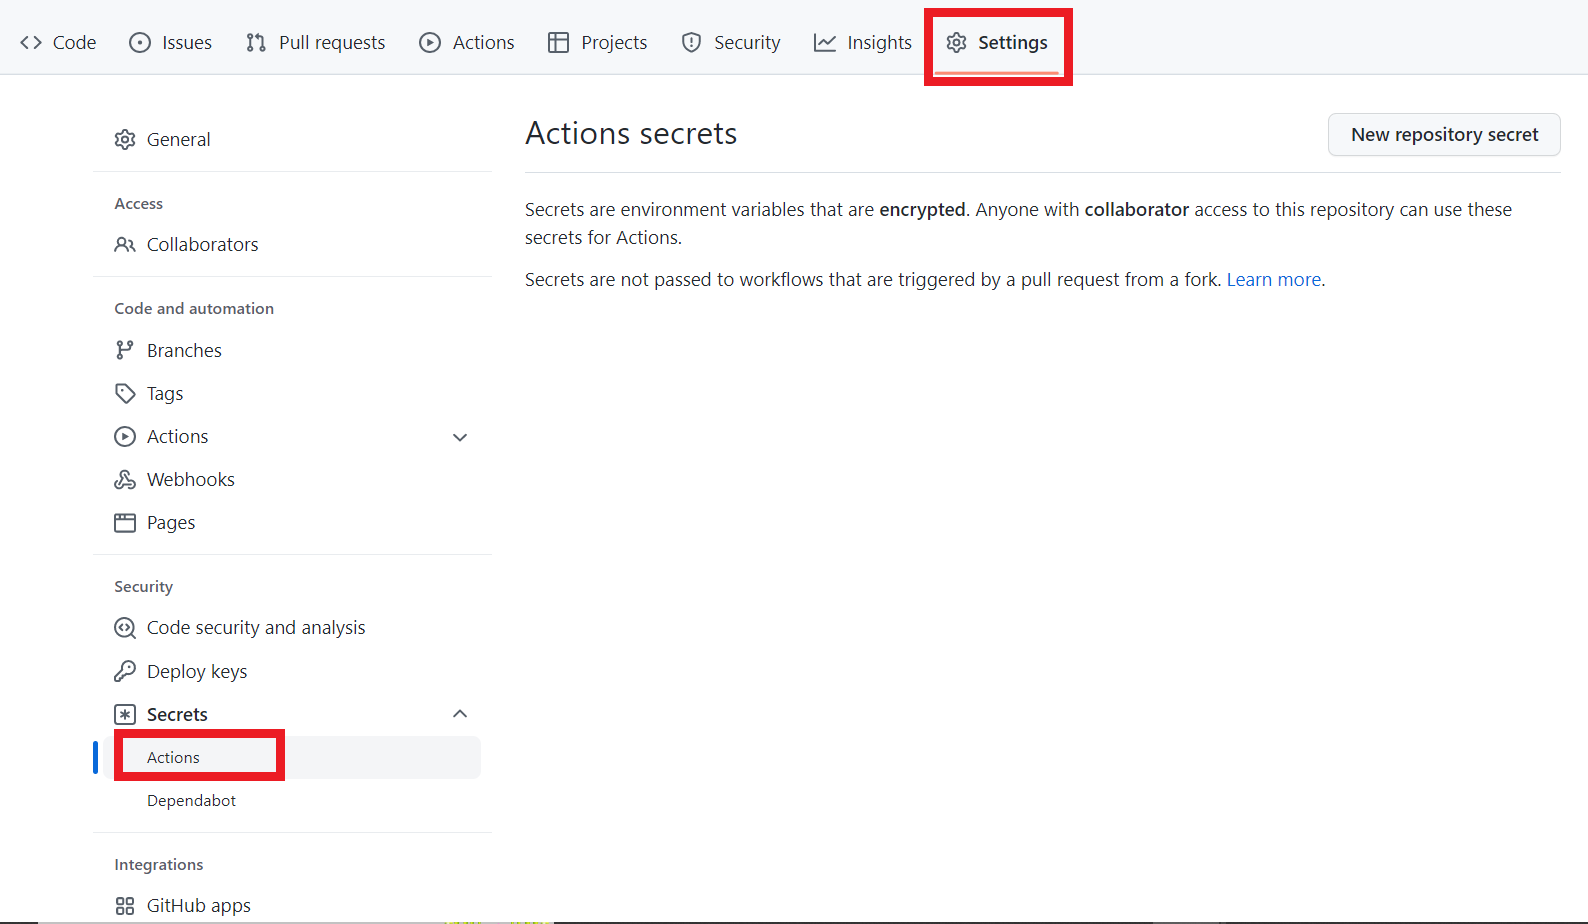 Code Issues Pull requests Actions Projects Security Insights Settings
General
Access
Collaborators
Code and automation
Branches
Tags
Actions
Webhooks
Pages
Security
Code security and analysis
Deploy keys
Secrets
Actions
Dependabot
Integrations
GitHub apps
Actions secrets
New repository secret
Secrets are environment variables that are encrypted. Anyone with collaborator access to this repository can use these
secrets for Actions.
Secrets are not passed to workflows that are triggered by a pull request from a fork. Learn more.